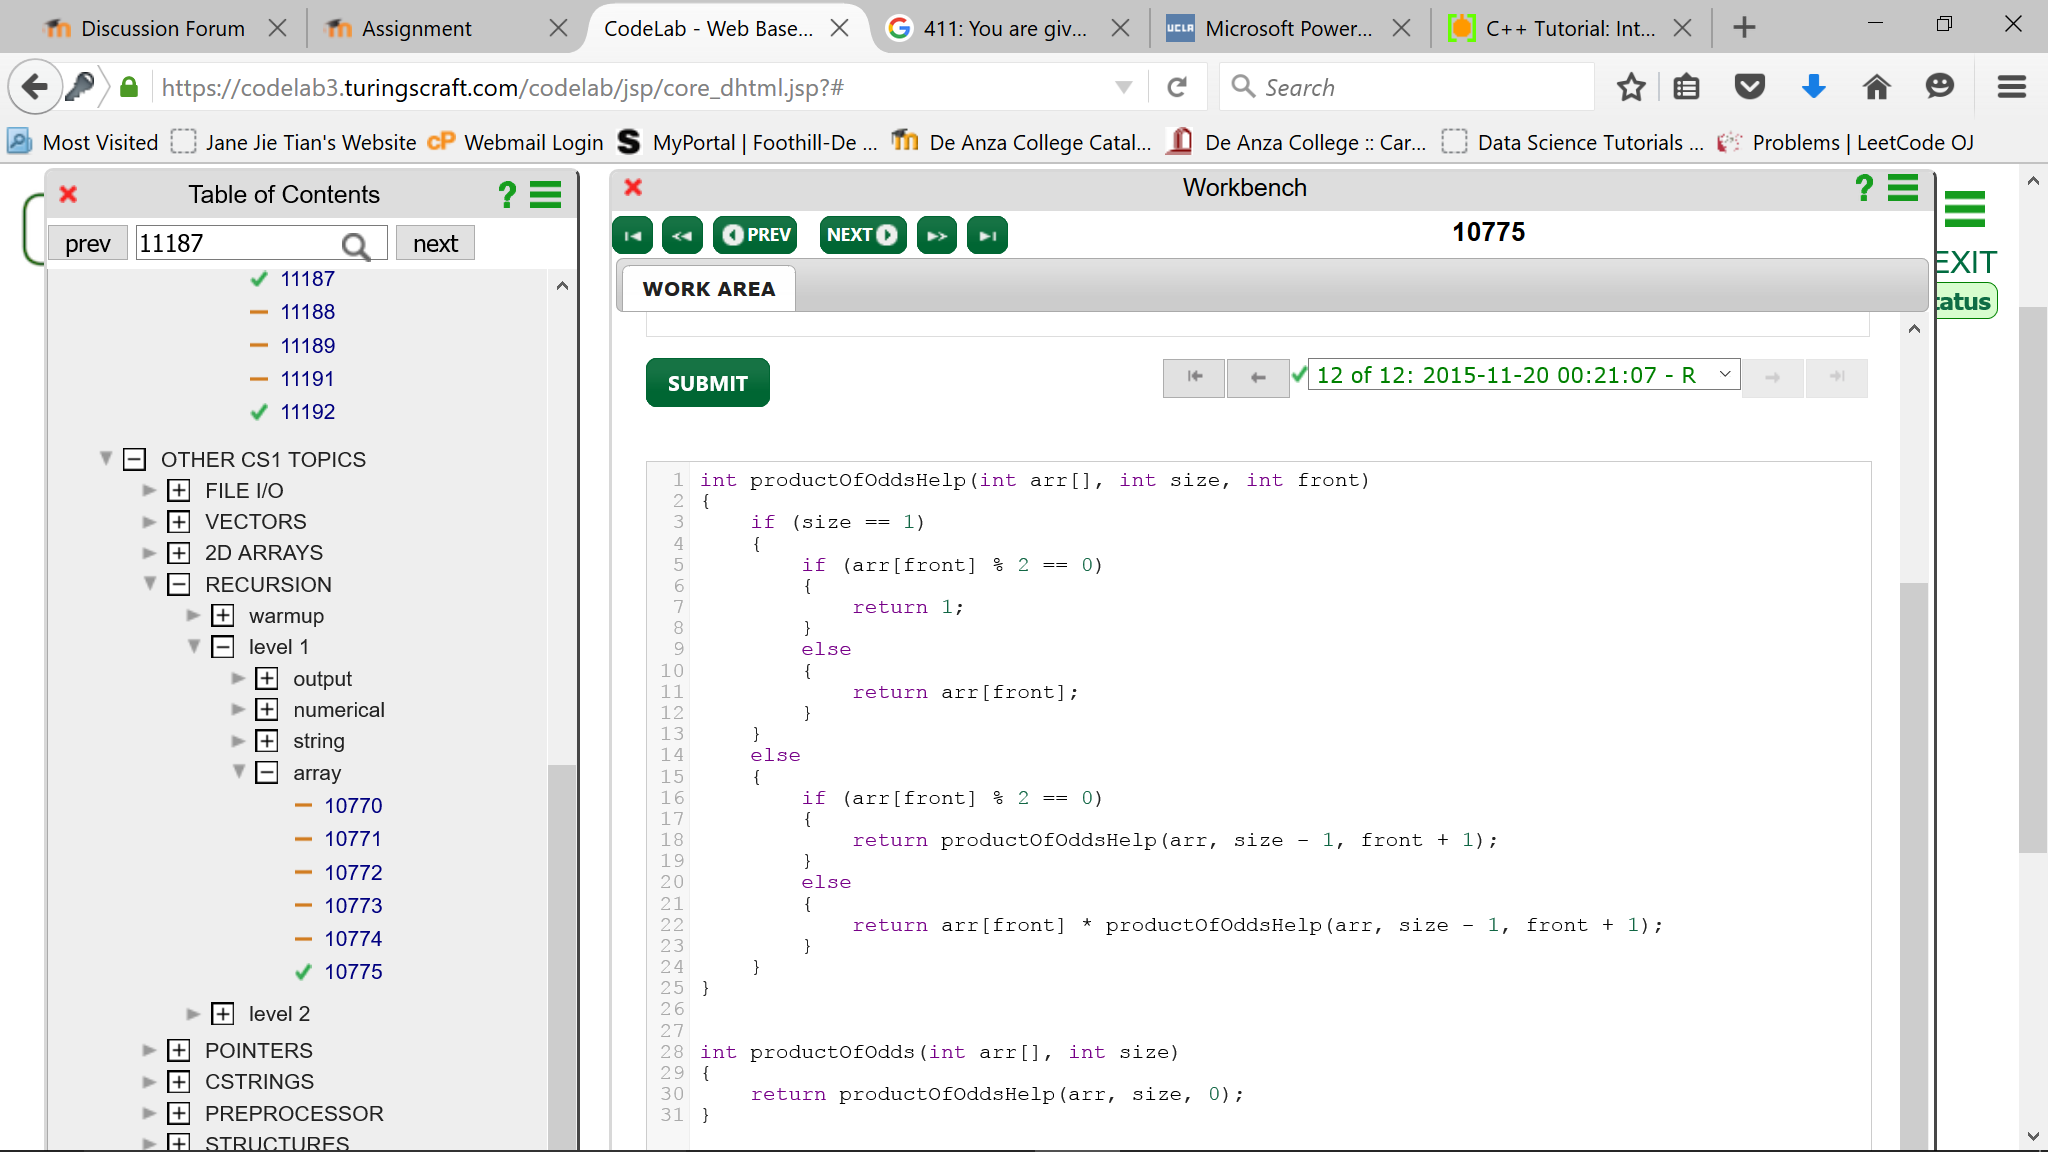 Discussion Forum
Assignment
CodeLab - Web Base...
411: You are giv...
UCLA Microsoft Power...
C++ Tutorial: Int...
https://codelab3.turingscraft.com/codelab/jsp/core_dhtml.jsp?#
Search
Most Visited
Jane Jie Tian's Website
cP Webmail Login
S MyPortal | Foothill-De ...
De Anza College Catal...
De Anza College :: Car...
Data Science Tutorials ...
Problems | LeetCode OJ
Table of Contents ?
prev 11187 next
11187
11188
11189
11191
11192
OTHER CS1 TOPICS
FILE I/O
VECTORS
2D ARRAYS
RECURSION
warmup
level 1
output
numerical
string
array
10770
10771
10772
10773
10774
10775
level 2
POINTERS
CSTRINGS
PREPROCESSOR
STRUCTURES
Workbench ?
PREV NEXT 10775
EXIT
tatus
WORK AREA
SUBMIT 12 of 12: 2015-11-20 00:21:07 - R
1 int productOfOddsHelp(int arr[], int size, int front)
2 {
3 if (size == 1)
4 {
5 if (arr[front] % 2 == 0)
6 {
7 return 1;
8 }
9 else
10 {
11 return arr[front];
12 }
13 }
14 else
15 {
16 if (arr[front] % 2 == 0)
17 {
18 return productOfOddsHelp(arr, size - 1, front + 1);
19 }
20 else
21 {
22 return arr[front] * productOfOddsHelp(arr, size - 1, front + 1);
23 }
24 }
25 }
26
27
28 int productOfOdds(int arr[], int size)
29 {
30 return productOfOddsHelp(arr, size, 0);
31 }